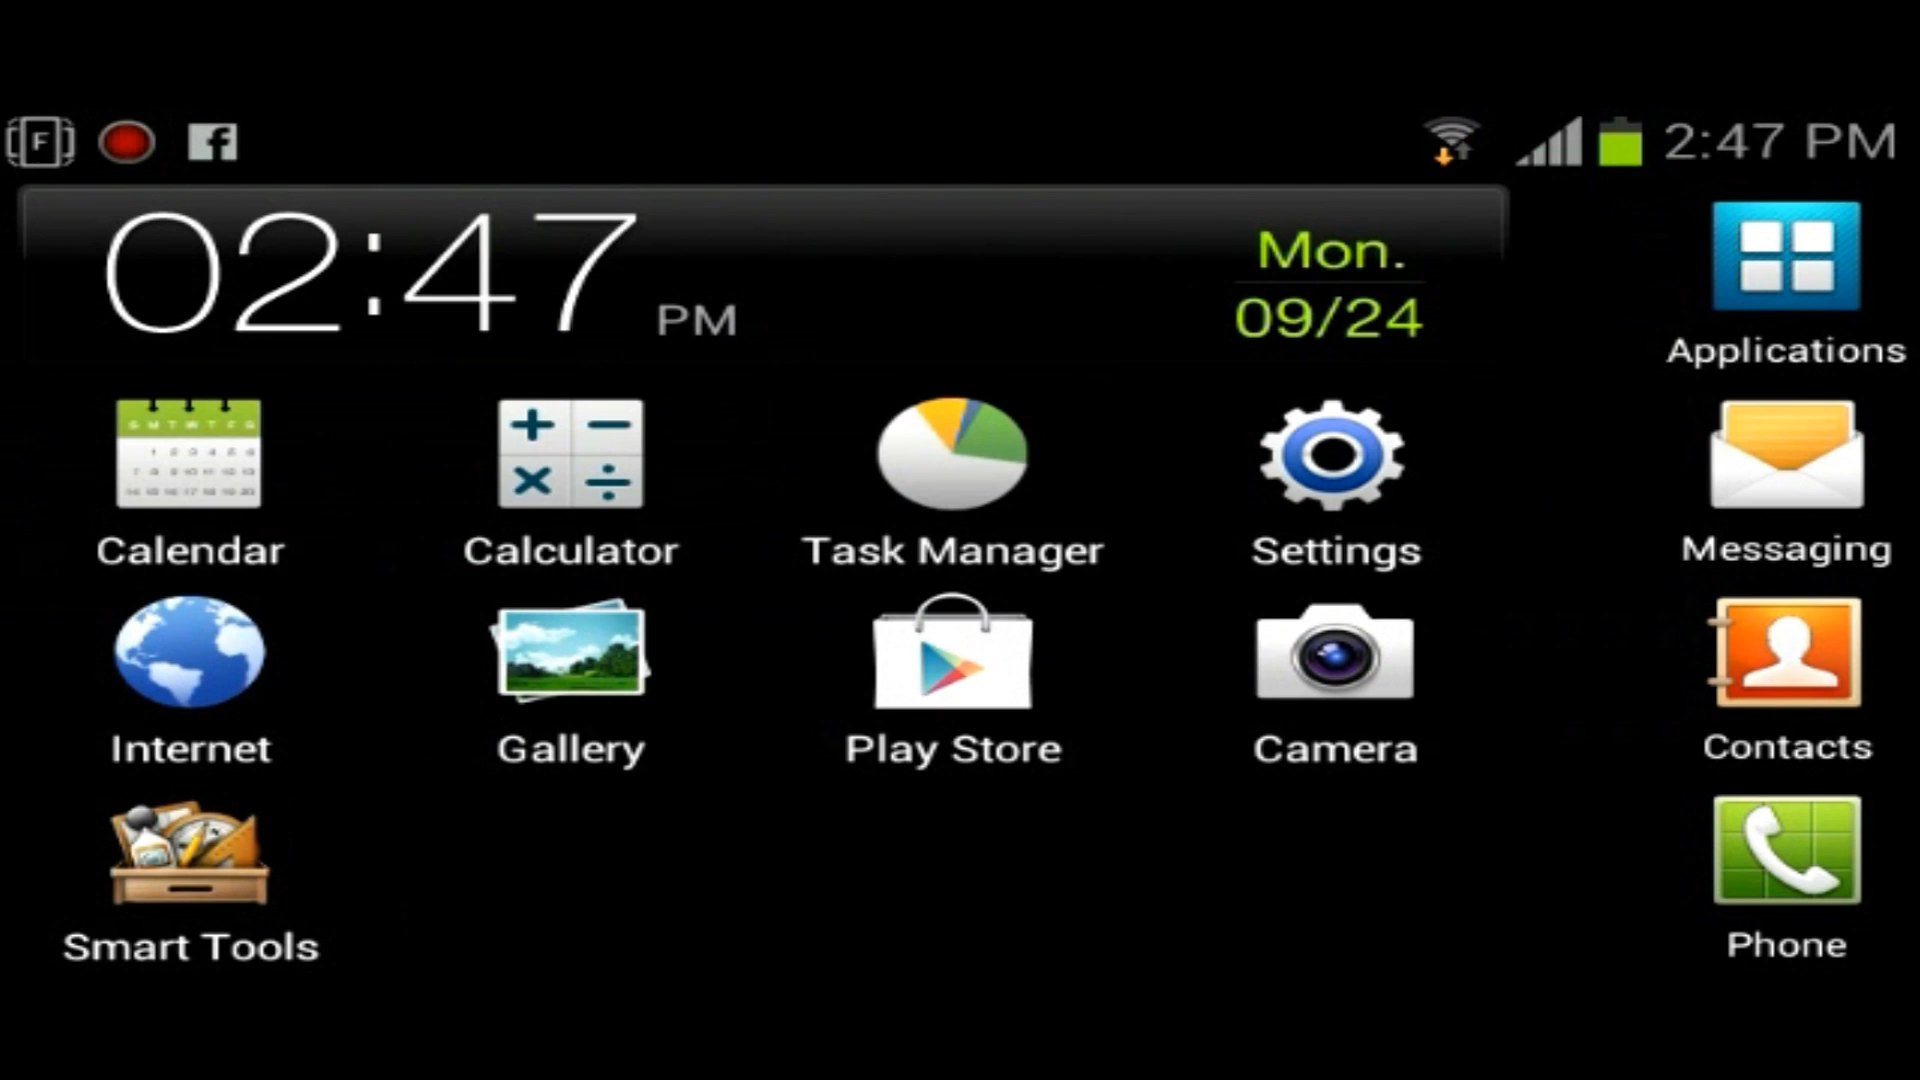 F
f
2:47 PM
02:47 PM
Mon.
09/24
Applications
Calendar
Calculator
Task Manager
Settings
Messaging
Internet
Gallery
Play Store
Camera
Contacts
Smart Tools
Phone